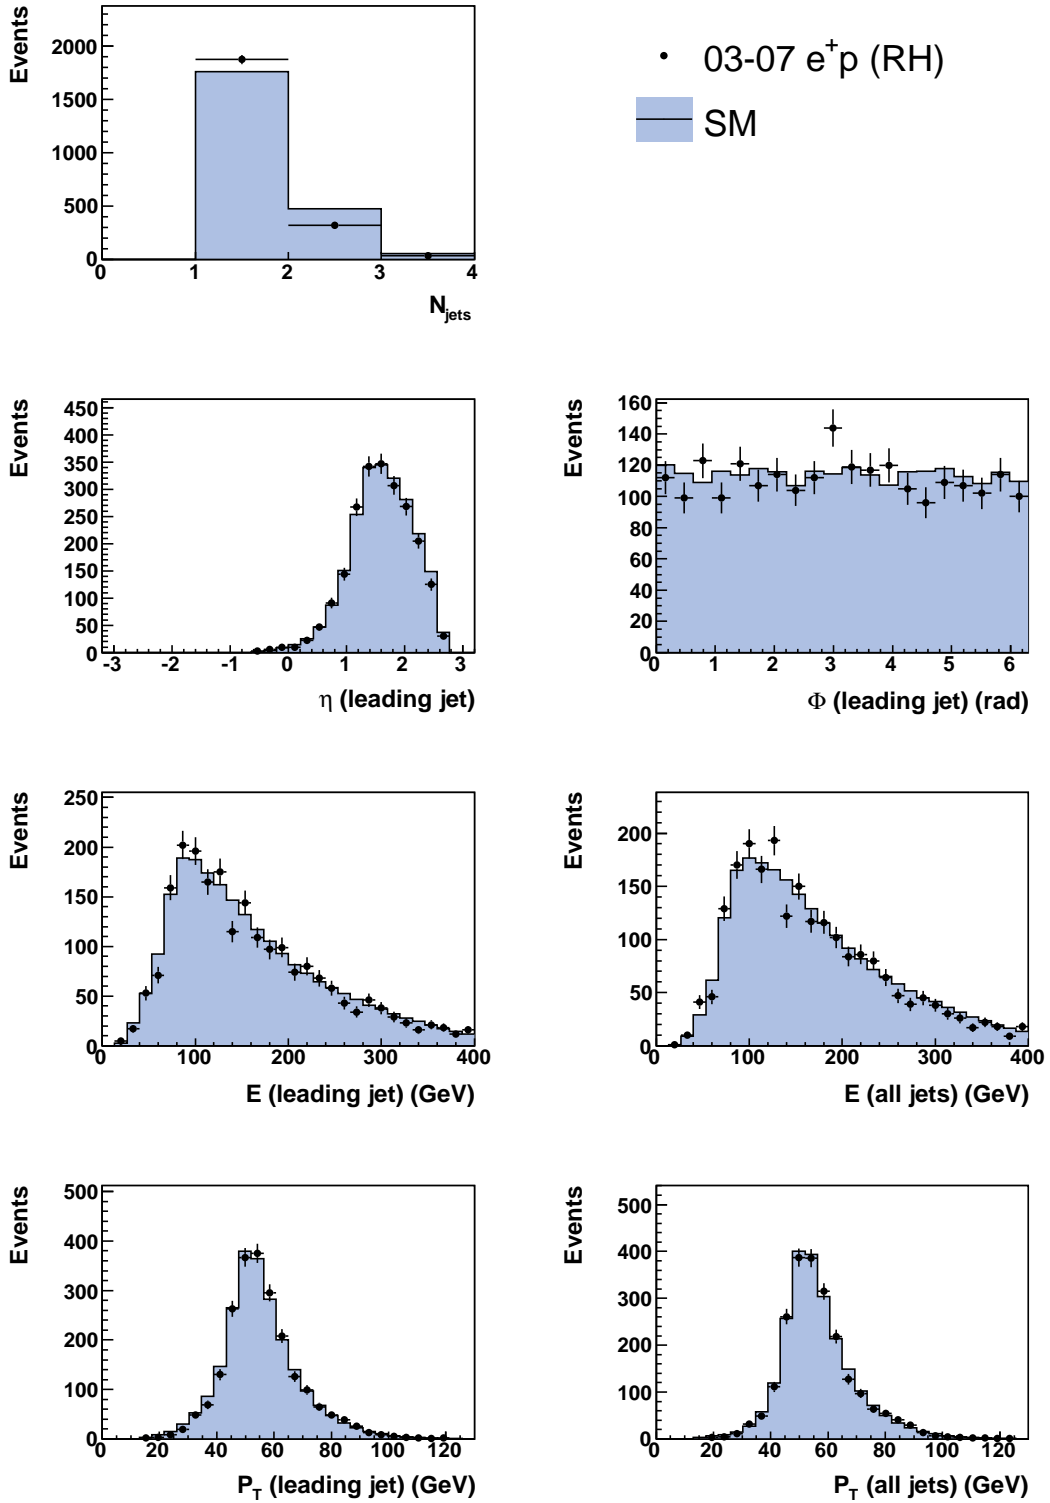 Events
2000
1500
1000
500
0
0 1 2 3 4
N_jets
03-07 e⁺p (RH)
SM
Events
450
400
350
300
250
200
150
100
50
0
-3 -2 -1 0 1 2 3
η (leading jet)
Events
160
140
120
100
80
60
40
20
0
0 1 2 3 4 5 6
Φ (leading jet) (rad)
Events
250
200
150
100
50
0
0 100 200 300 400
E (leading jet) (GeV)
Events
200
150
100
50
0
0 100 200 300 400
E (all jets) (GeV)
Events
500
400
300
200
100
0
0 20 40 60 80 100 120
P_T (leading jet) (GeV)
Events
500
400
300
200
100
0
0 20 40 60 80 100 120
P_T (all jets) (GeV)